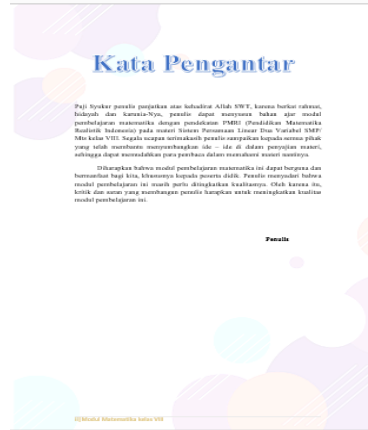 Kata Pengantar
Puji Syukur penulis panjatkan atas kehadirat Allah SWT, karena berkat rahmat,
hidayah dan karunia-Nya, penulis dapat menyusun bahan ajar modul
pembelajaran matematika dengan pendekatan PMRI (Pendidikan Matematika
Realistik Indonesia) pada materi Sistem Persamaan Linear Dua Variabel SMP/
Mts kelas VIII. Segala ucapan terimakasih penulis sampaikan kepada semua pihak
yang telah membantu menyumbangkan ide – ide di dalam penyajian materi,
sehingga dapat memudahkan para pembaca dalam memahami materi nantinya.
Diharapkan bahwa modul pembelajaran matematika ini dapat berguna dan
bermanfaat bagi kita, khususnya kepada peserta didik. Penulis menyadari bahwa
modul pembelajaran ini masih perlu ditingkatkan kualitasnya. Oleh karena itu,
kritik dan saran yang membangun penulis harapkan untuk meningkatkan kualitas
modul pembelajaran ini.
Penulis
Modul Matematika kelas VIII